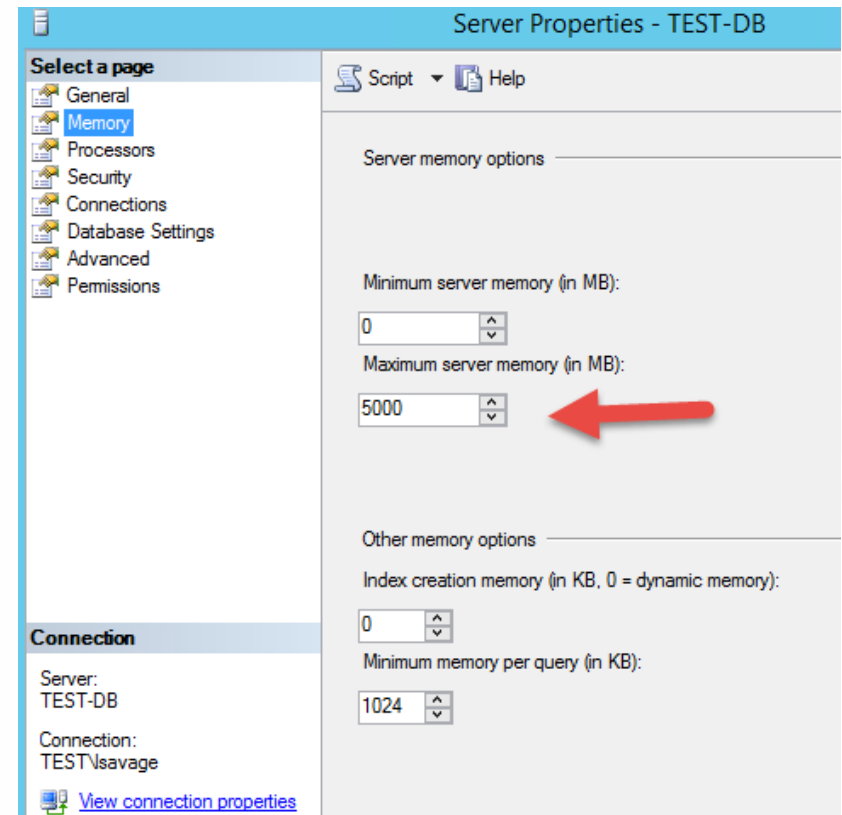 Server Properties - TEST-DB
Select a page
General
Memory
Processors
Security
Connections
Database Settings
Advanced
Permissions
Script Help
Server memory options
Minimum server memory (in MB):
0
Maximum server memory (in MB):
5000
Other memory options
Index creation memory (in KB, 0 = dynamic memory):
0
Minimum memory per query (in KB):
1024
Connection
Server:
TEST-DB
Connection:
TEST\lsavage
View connection properties